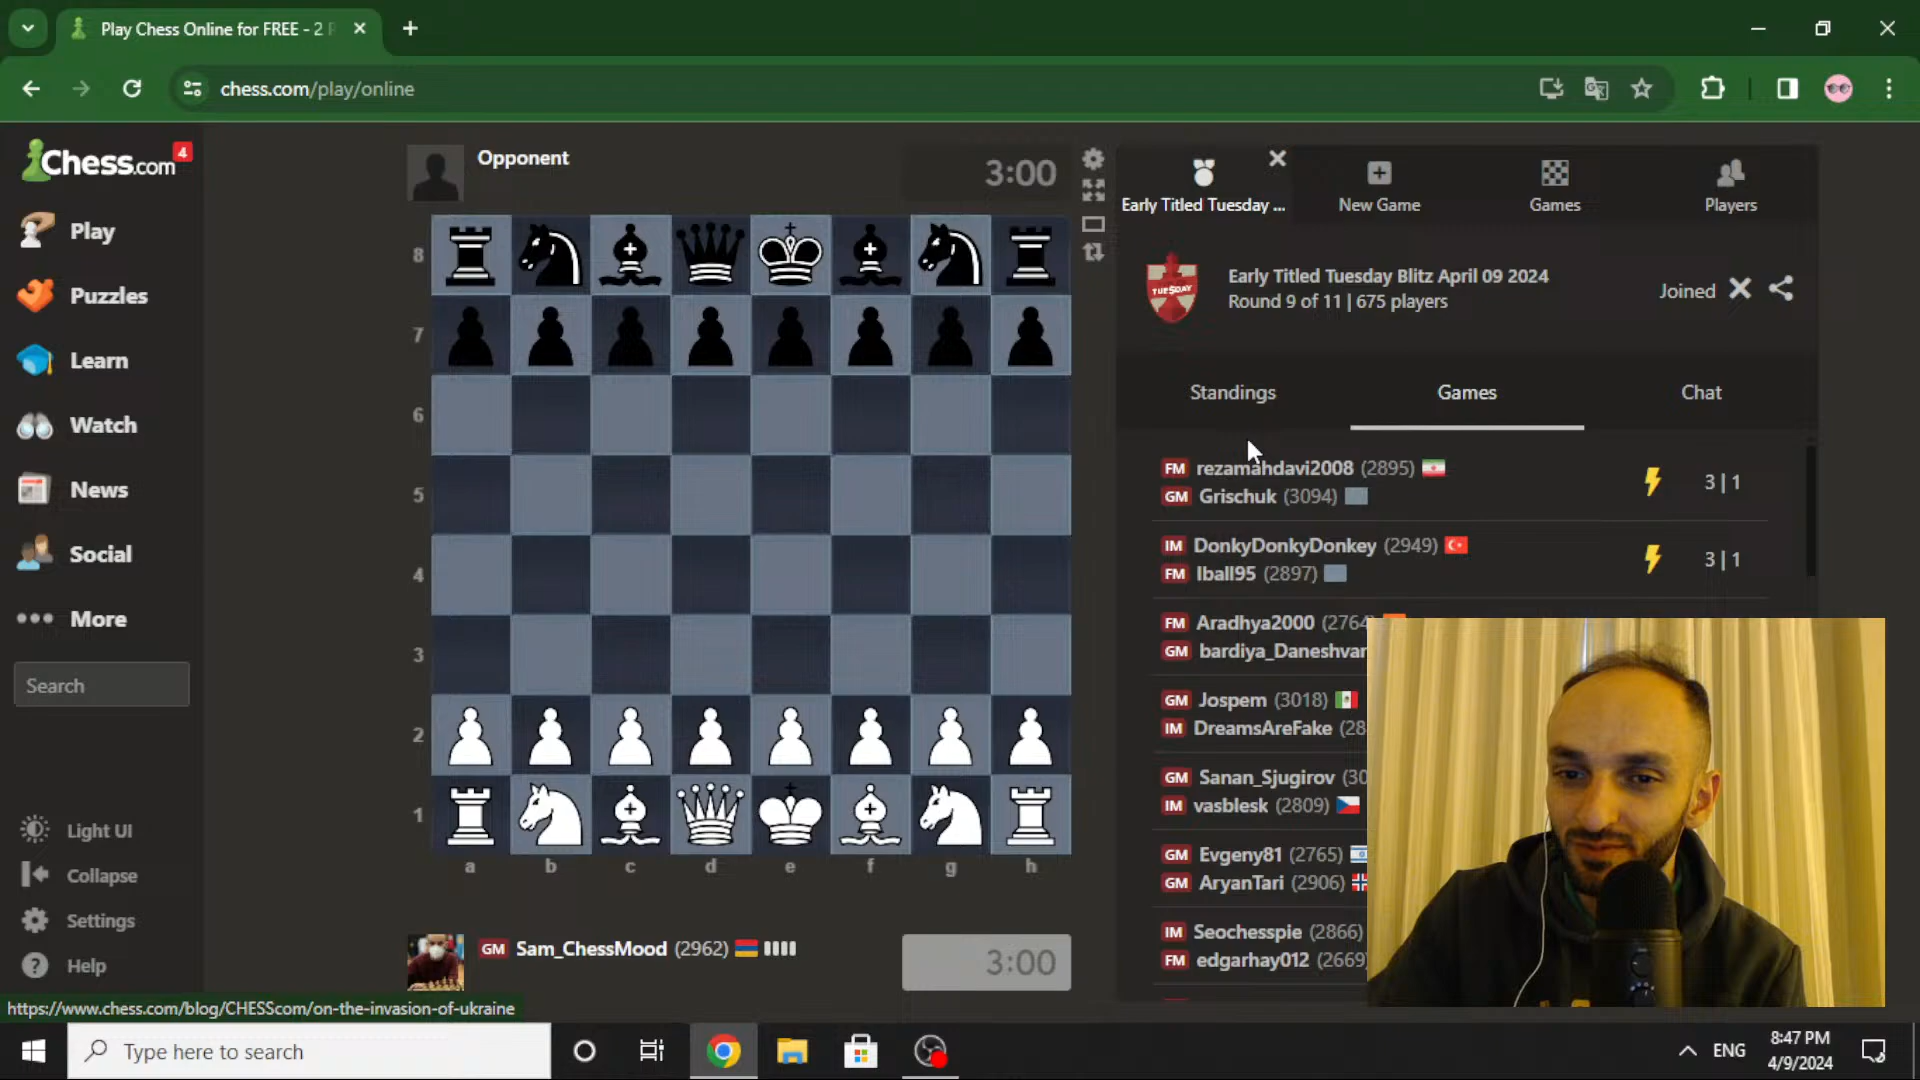 Play Chess Online for FREE - 2
chess.com/play/online
Chess.com
4
Play
Puzzles
Learn
Watch
News
Social
More
Search
Light UI
Collapse
Settings
Help
Opponent
3:00
8
7
6
5
4
3
2
1
a b c d e f g h
GM Sam_ChessMood (2962)
3:00
Early Titled Tuesday ...
New Game
Games
Players
TUESDAY
Early Titled Tuesday Blitz April 09 2024
Round 9 of 11 | 675 players
Joined
Standings
Games
Chat
FM rezamahdavi2008 (2895)
GM Grischuk (3094)
3 | 1
IM DonkyDonkyDonkey (2949)
FM lball95 (2897)
3 | 1
FM Aradhya2000 (2764
GM bardiya_Daneshvar
GM Jospem (3018)
IM DreamsAreFake (28
GM Sanan_Sjugirov (30
IM vasblesk (2809)
GM Evgeny81 (2765)
GM AryanTari (2906)
IM Seochesspie (2866)
FM edgarhay012 (2669)
https://www.chess.com/blog/CHESScom/on-the-invasion-of-ukraine
Type here to search
ENG
8:47 PM
4/9/2024